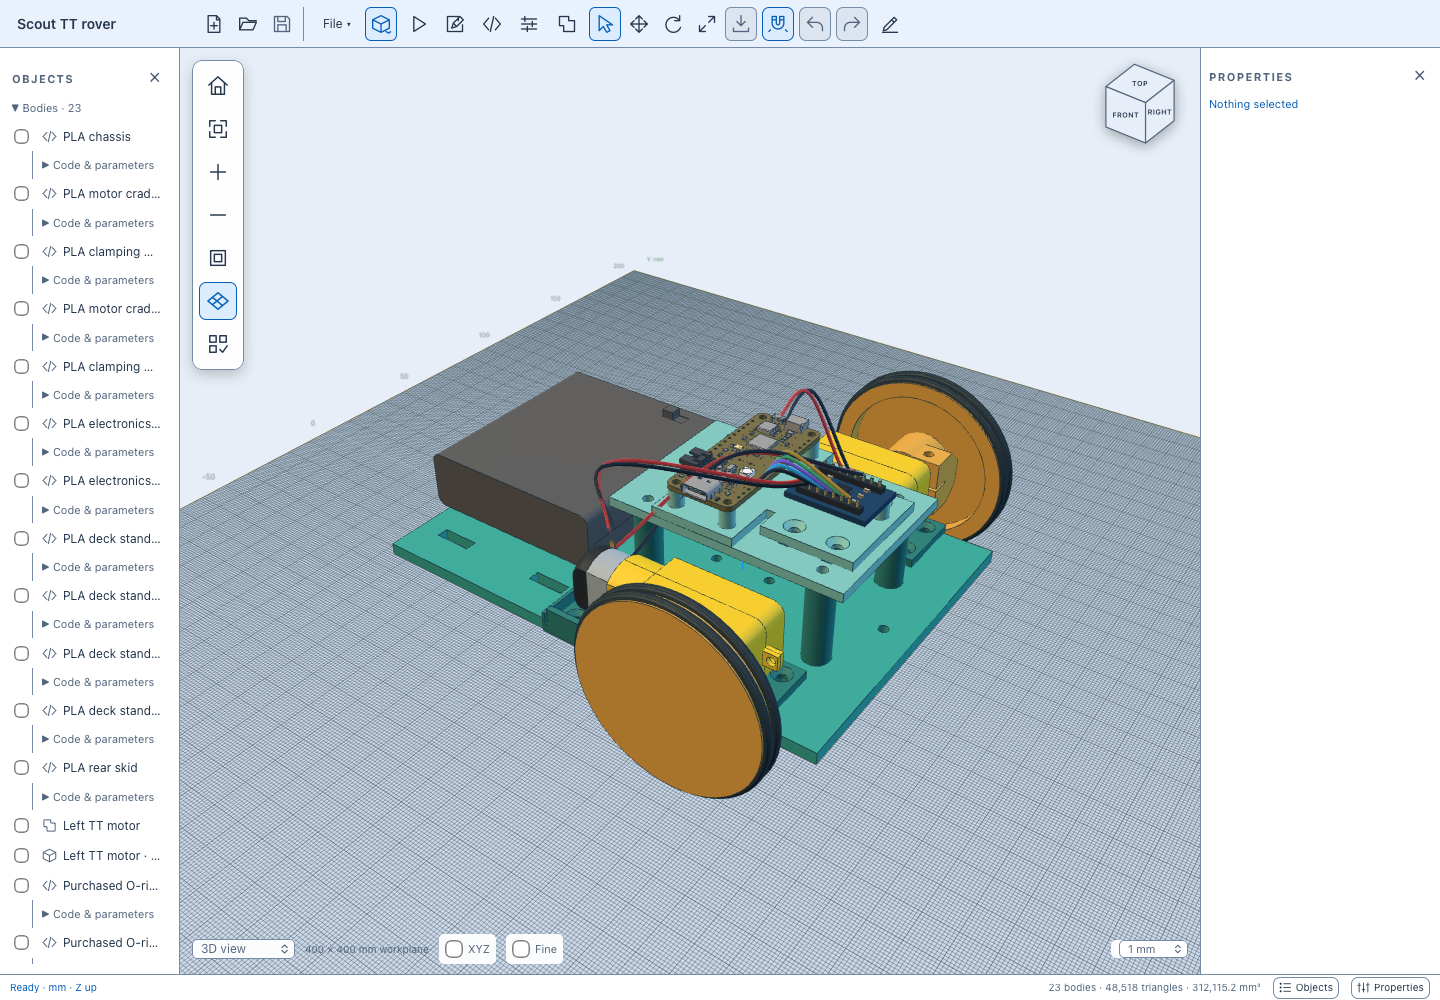 Scout TT rover
File
OBJECTS
Bodies · 23
PLA chassis
Code & parameters
PLA motor crad...
Code & parameters
PLA clamping ...
Code & parameters
PLA motor crad...
Code & parameters
PLA clamping ...
Code & parameters
PLA electronics...
Code & parameters
PLA electronics...
Code & parameters
PLA deck stand...
Code & parameters
PLA deck stand...
Code & parameters
PLA deck stand...
Code & parameters
PLA deck stand...
Code & parameters
PLA rear skid
Code & parameters
Left TT motor
Left TT motor · ...
Purchased O-ri...
Code & parameters
Purchased O-ri...
200
Y · mm
150
100
50
0
-50
TOP
FRONT
RIGHT
3D view
400 × 400 mm workplane
XYZ
Fine
1 mm
PROPERTIES
Nothing selected
Ready · mm · Z up
23 bodies · 48,518 triangles · 312,115.2 mm³
Objects
Properties